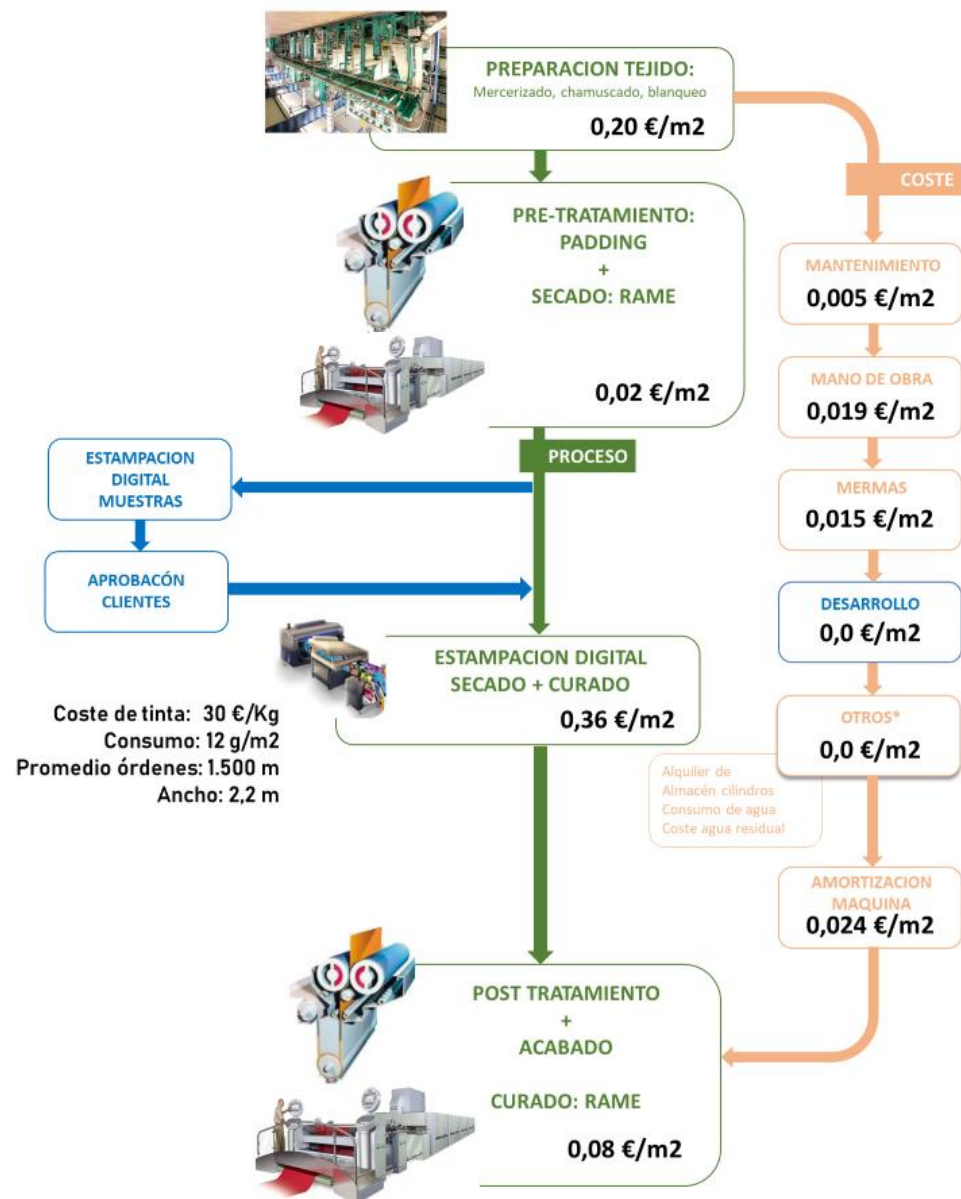 PREPARACION TEJIDO:
Mercerizado, chamuscado, blanqueo
0,20 €/m2
COSTE
PRE-TRATAMIENTO:
PADDING
+
SECADO: RAME
0,02 €/m2
MANTENIMIENTO
0,005 €/m2
MANO DE OBRA
0,019 €/m2
PROCESO
ESTAMPACION
DIGITAL
MUESTRAS
MERMAS
0,015 €/m2
APROBACÓN
CLIENTES
DESARROLLO
0,0 €/m2
ESTAMPACION DIGITAL
SECADO + CURADO
0,36 €/m2
Coste de tinta: 30 €/Kg
Consumo: 12 g/m2
Promedio órdenes: 1.500 m
Ancho: 2,2 m
OTROS*
0,0 €/m2
Alquiler de
Almacén cilindros
Consumo de agua
Coste agua residual
AMORTIZACION
MAQUINA
0,024 €/m2
POST TRATAMIENTO
+
ACABADO
CURADO: RAME
0,08 €/m2